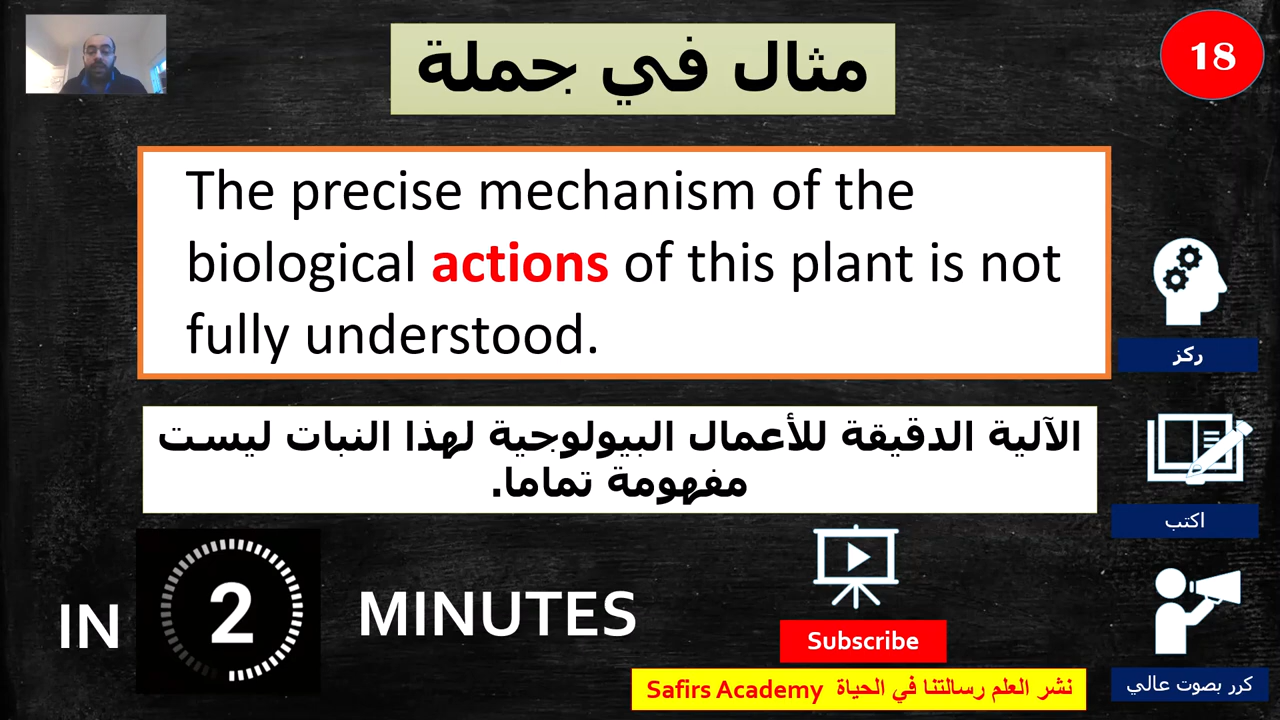 مثال في جملة
18
The precise mechanism of the
biological actions of this plant is not
fully understood.
ركز
الآلية الدقيقة للأعمال البيولوجية لهذا النبات ليست
مفهومة تماما.
اكتب
IN 2 MINUTES
Subscribe
كرر بصوت عالي
نشر العلم رسالتنا في الحياة Safirs Academy